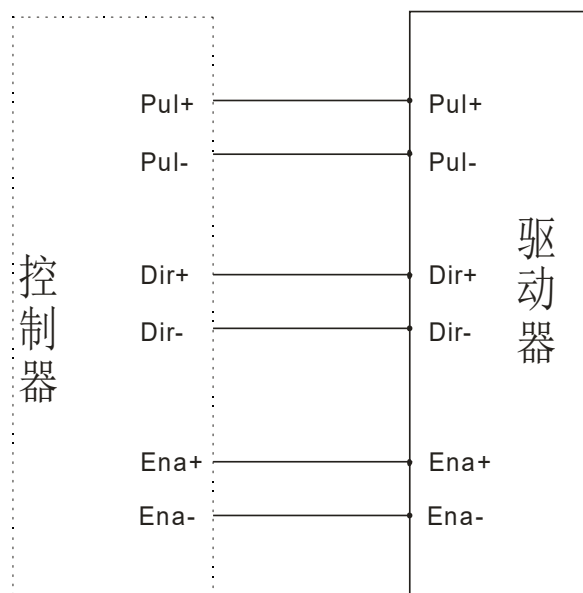 控制器
Pul+
Pul-
Dir+
Dir-
Ena+
Ena-
Pul+
Pul-
Dir+
Dir-
Ena+
Ena-
驱动器